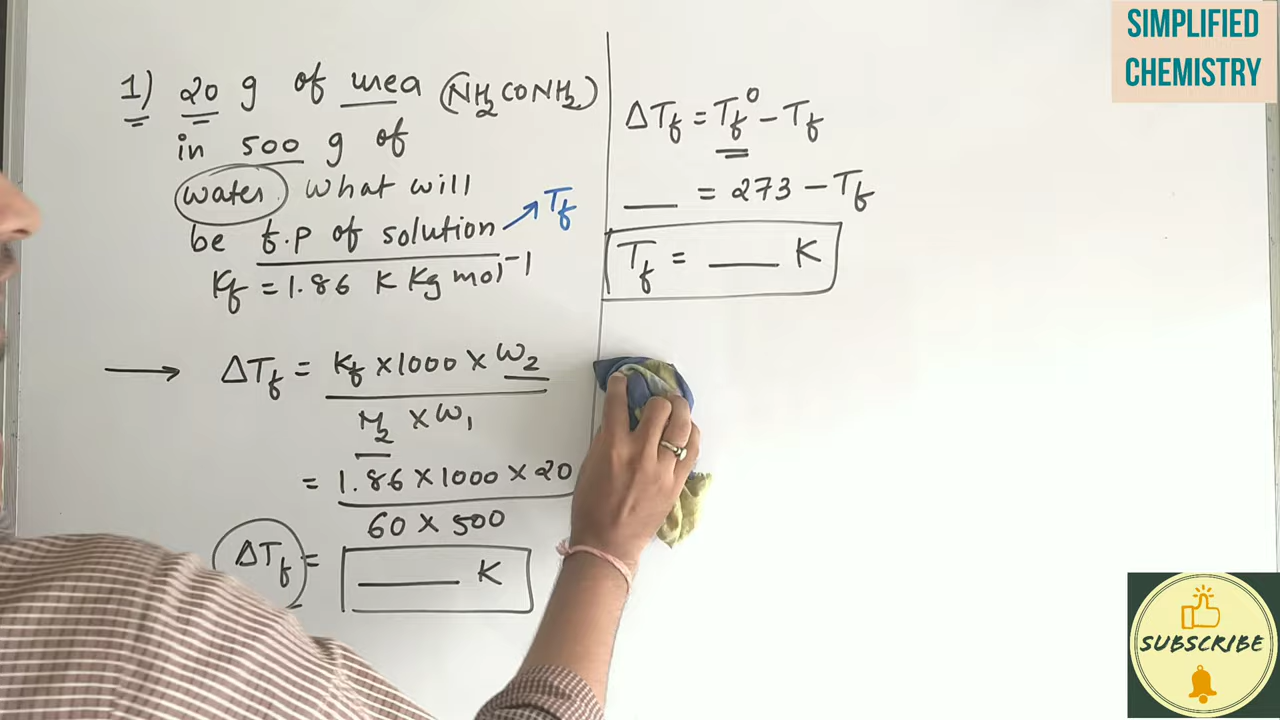 1) 20 g of urea (NH₂CONH₂)
in 500 g of
water. What will
be f.p of solution → Tf
Kf = 1.86 K Kg mol⁻¹
→ ΔTf = Kf × 1000 × W₂
M₂ × W₁
= 1.86 × 1000 × 20
60 × 500
ΔTf = ____ K
ΔTf = Tf⁰ − Tf
___ = 273 − Tf
Tf = ____ K
SIMPLIFIED
CHEMISTRY
SUBSCRIBE